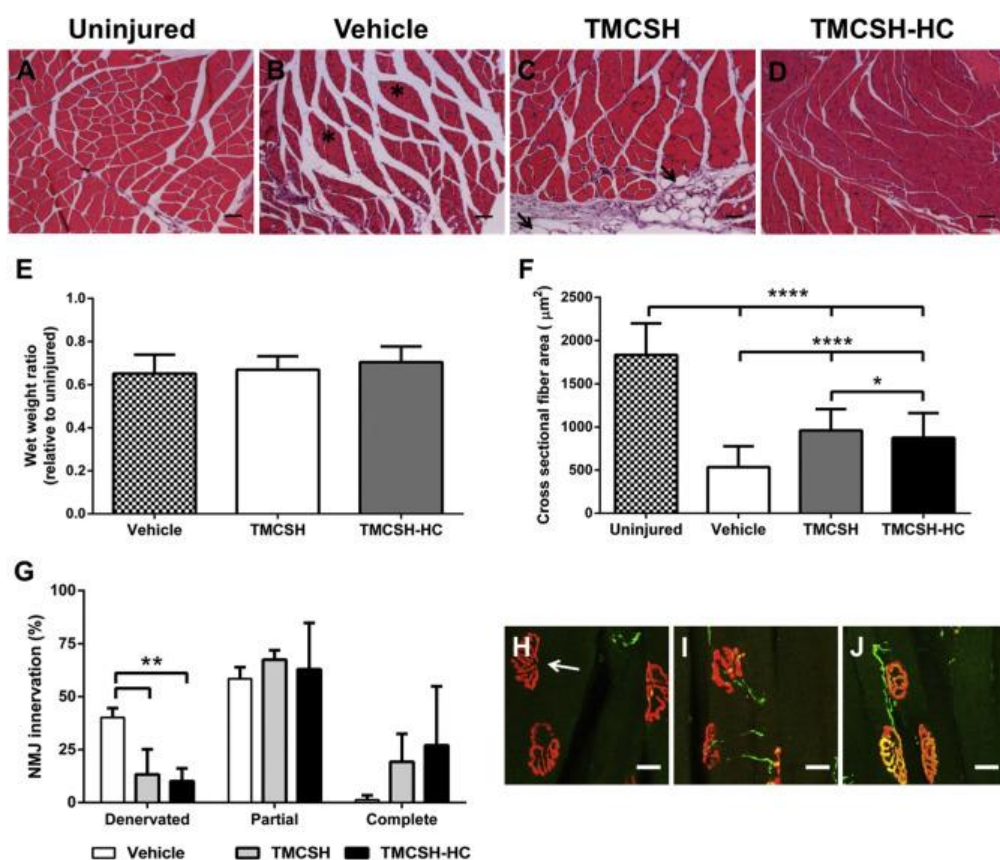 Uninjured Vehicle TMCSH TMCSH-HC
A B C D
* *
E
Wet weight ratio
(relative to uninjured)
1.0
0.8
0.6
0.4
0.2
0.0
Vehicle TMCSH TMCSH-HC
F
Cross sectional fiber area ( μm²)
2500
2000
1500
1000
500
0
****
****
*
Uninjured Vehicle TMCSH TMCSH-HC
G
NMJ innervation (%)
100
75
50
25
0
**
Denervated Partial Complete
Vehicle TMCSH TMCSH-HC
H I J